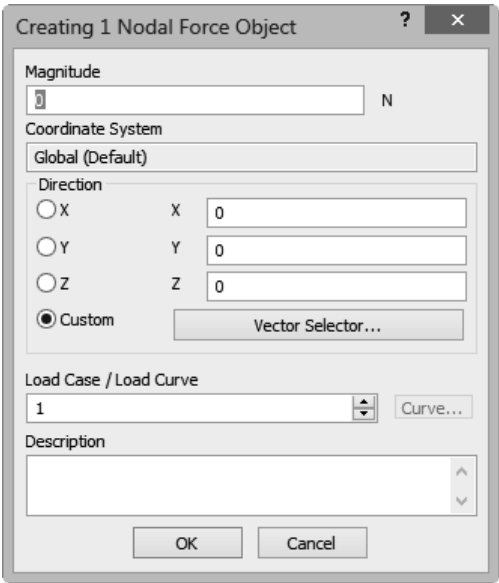 Creating 1 Nodal Force Object ? ×
Magnitude
0 N
Coordinate System
Global (Default)
Direction
X X 0
Y Y 0
Z Z 0
Custom Vector Selector...
Load Case / Load Curve
1 Curve...
Description
OK Cancel